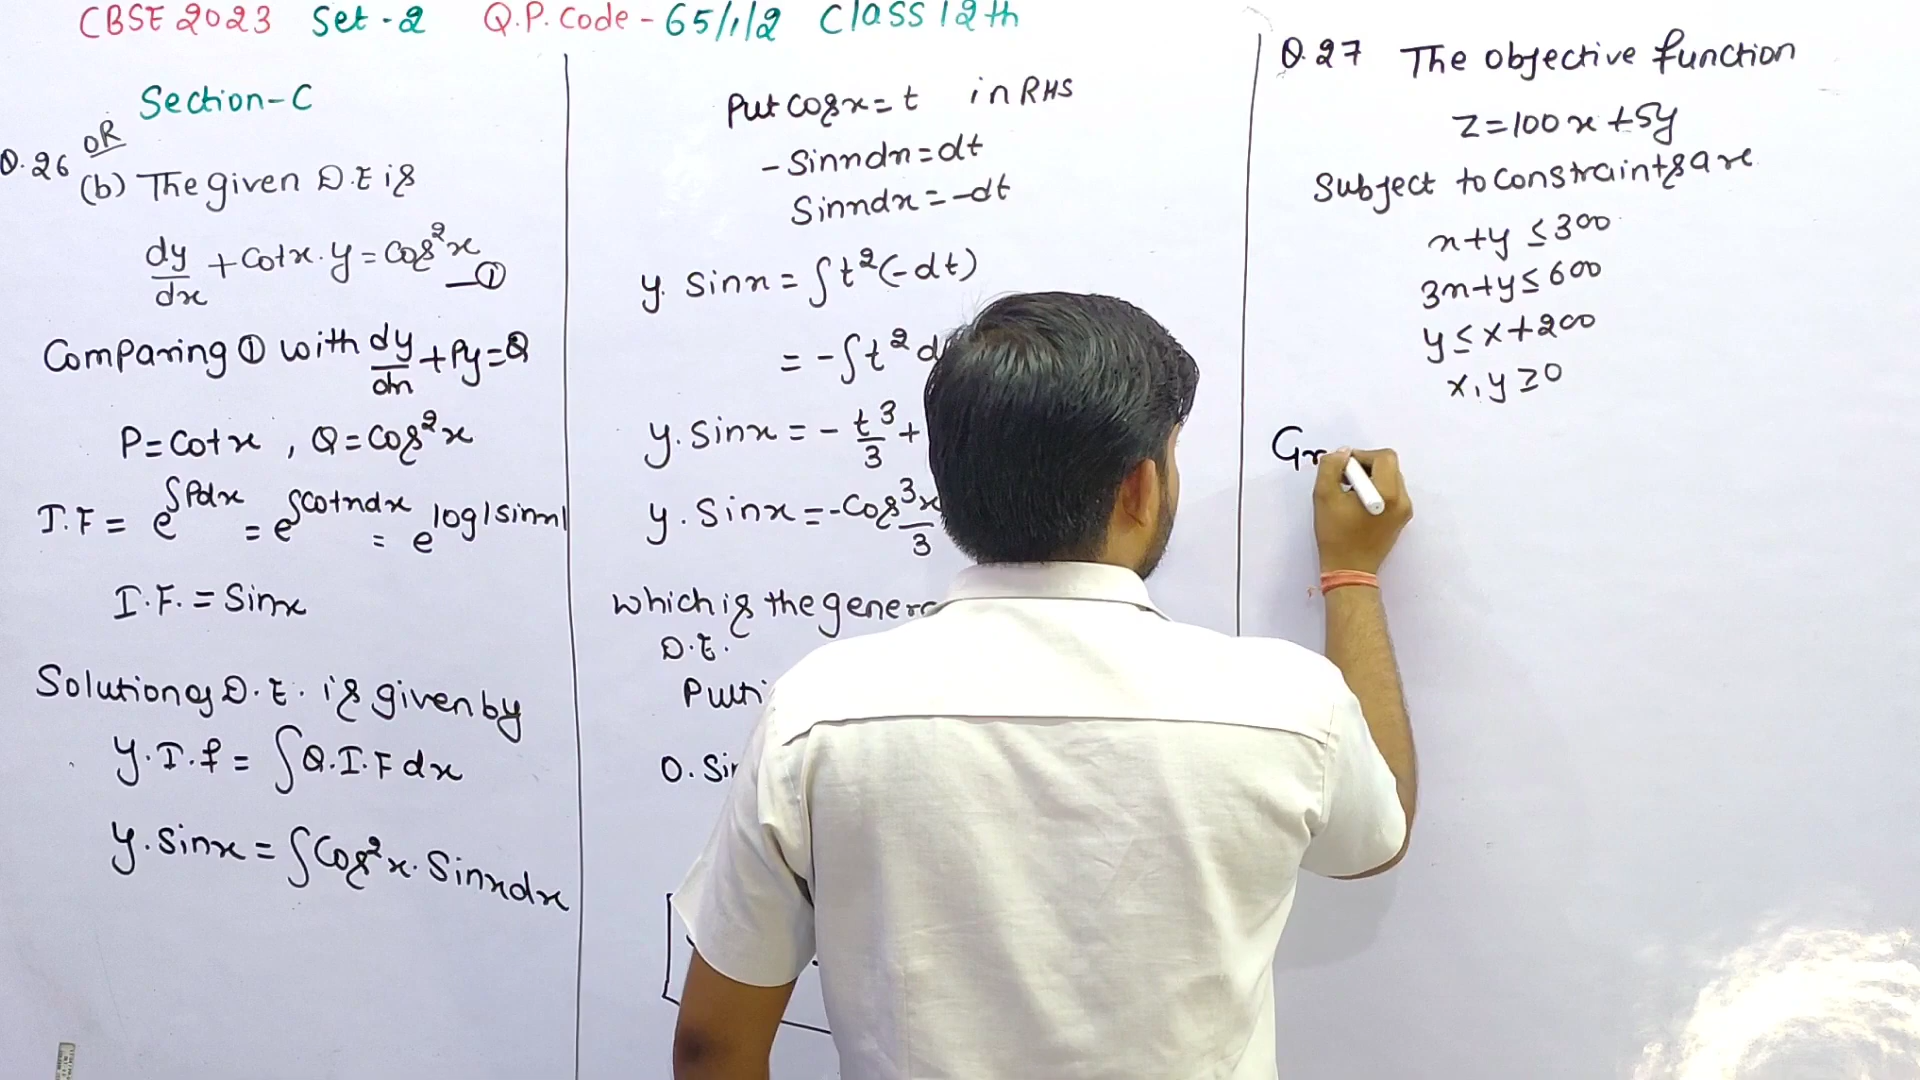 CBSE 2023 Set-2 Q.P. Code - 65/1/2 Class 12th
Section-C
OR
Q.26
(b) The given D.E is
dy/dx + cotx.y = cos²x —①
Comparing ① with dy/dx + Py = Q
P = cotx , Q = cos²x
I.F = e^∫Pdx = e^∫cotxdx = e^log|sinx|
I.F. = Sinx
Solution of D.E. is given by
y.I.f = ∫Q.I.F dx
y.sinx = ∫Cos²x.Sinxdx
Put cosx = t in RHS
-Sinxdx = dt
Sinxdx = -dt
y. Sinx = ∫t²(-dt)
= -∫t²
y.Sinx = -t³/3 +
y.Sinx = -Cos³x/3
which is the
D.E.
0.
Q.27 The objective function
Z = 100x + 5y
Subject to constraints are
x+y ≤ 300
3x+y ≤ 600
y ≤ x+200
x, y ≥ 0